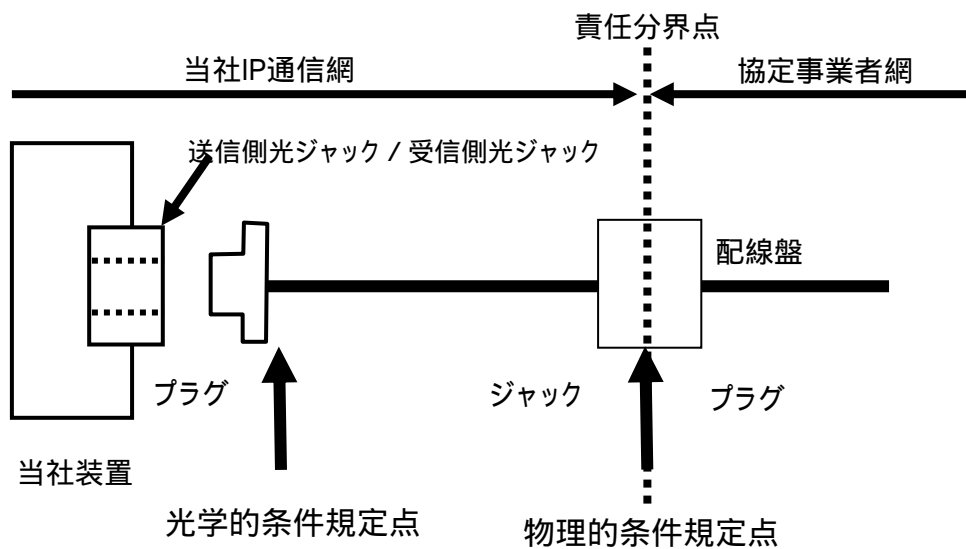 責任分界点
当社IP通信網
協定事業者網
送信側光ジャック / 受信側光ジャック
配線盤
プラグ
ジャック
プラグ
当社装置
光学的条件規定点
物理的条件規定点